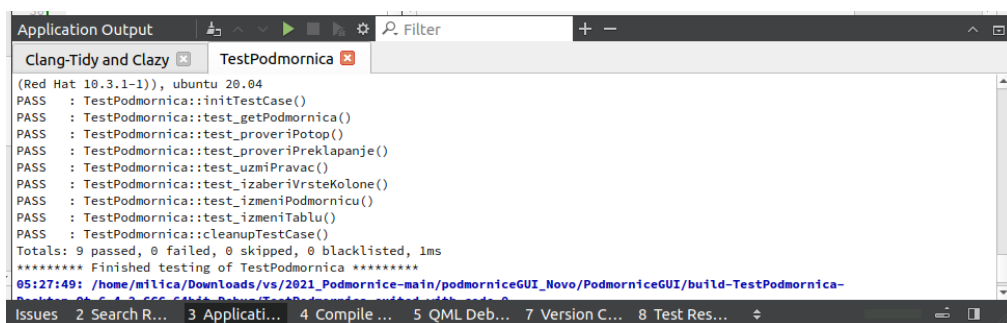 Application Output Filter
Clang-Tidy and Clazy TestPodmornica
(Red Hat 10.3.1-1)), ubuntu 20.04
PASS   : TestPodmornica::initTestCase()
PASS   : TestPodmornica::test_getPodmornica()
PASS   : TestPodmornica::test_proveriPotop()
PASS   : TestPodmornica::test_proveriPreklapanje()
PASS   : TestPodmornica::test_uzmiPravac()
PASS   : TestPodmornica::test_izaberiVrsteKolone()
PASS   : TestPodmornica::test_izmeniPodmornicu()
PASS   : TestPodmornica::test_izmeniTablu()
PASS   : TestPodmornica::cleanupTestCase()
Totals: 9 passed, 0 failed, 0 skipped, 0 blacklisted, 1ms
********* Finished testing of TestPodmornica *********
05:27:49: /home/milica/Downloads/vs/2021_Podmornice-main/podmorniceGUI_Novo/PodmorniceGUI/build-TestPodmornica-
Issues 2 Search R... 3 Applicati... 4 Compile ... 5 QML Deb... 7 Version C... 8 Test Res...